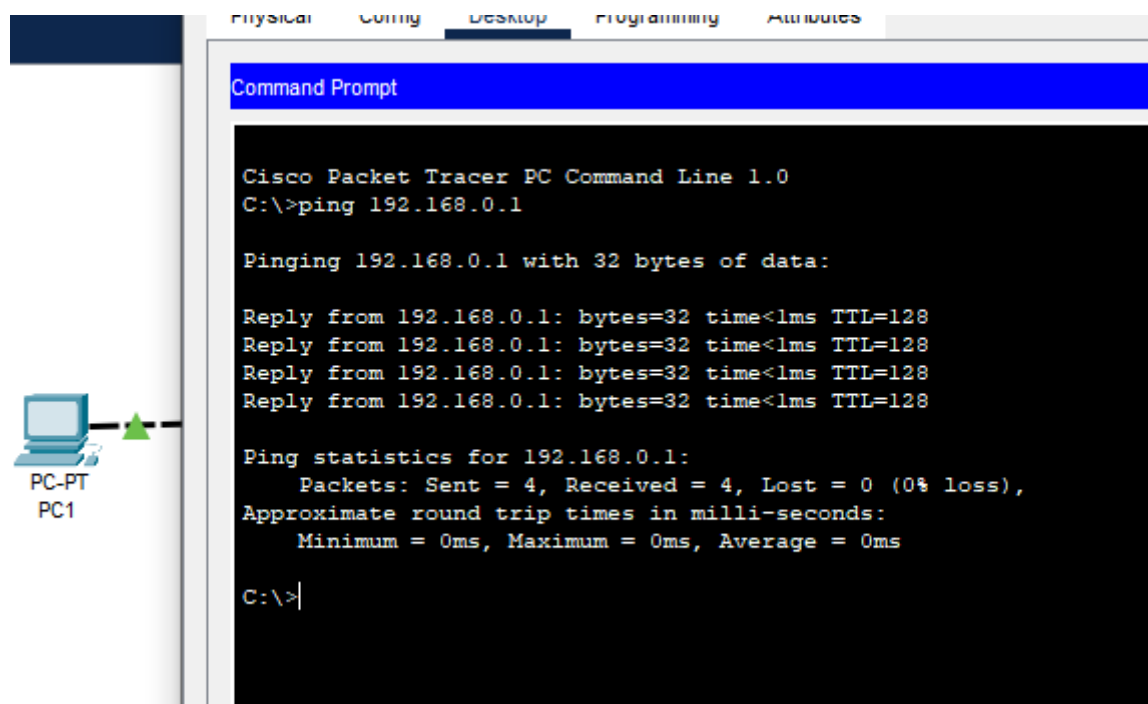 Physical Config Desktop Programming Attributes
Command Prompt
Cisco Packet Tracer PC Command Line 1.0
C:\>ping 192.168.0.1
Pinging 192.168.0.1 with 32 bytes of data:
Reply from 192.168.0.1: bytes=32 time<1ms TTL=128
Reply from 192.168.0.1: bytes=32 time<1ms TTL=128
Reply from 192.168.0.1: bytes=32 time<1ms TTL=128
Reply from 192.168.0.1: bytes=32 time<1ms TTL=128
Ping statistics for 192.168.0.1:
Packets: Sent = 4, Received = 4, Lost = 0 (0% loss),
Approximate round trip times in milli-seconds:
Minimum = 0ms, Maximum = 0ms, Average = 0ms
C:\>
PC-PT
PC1